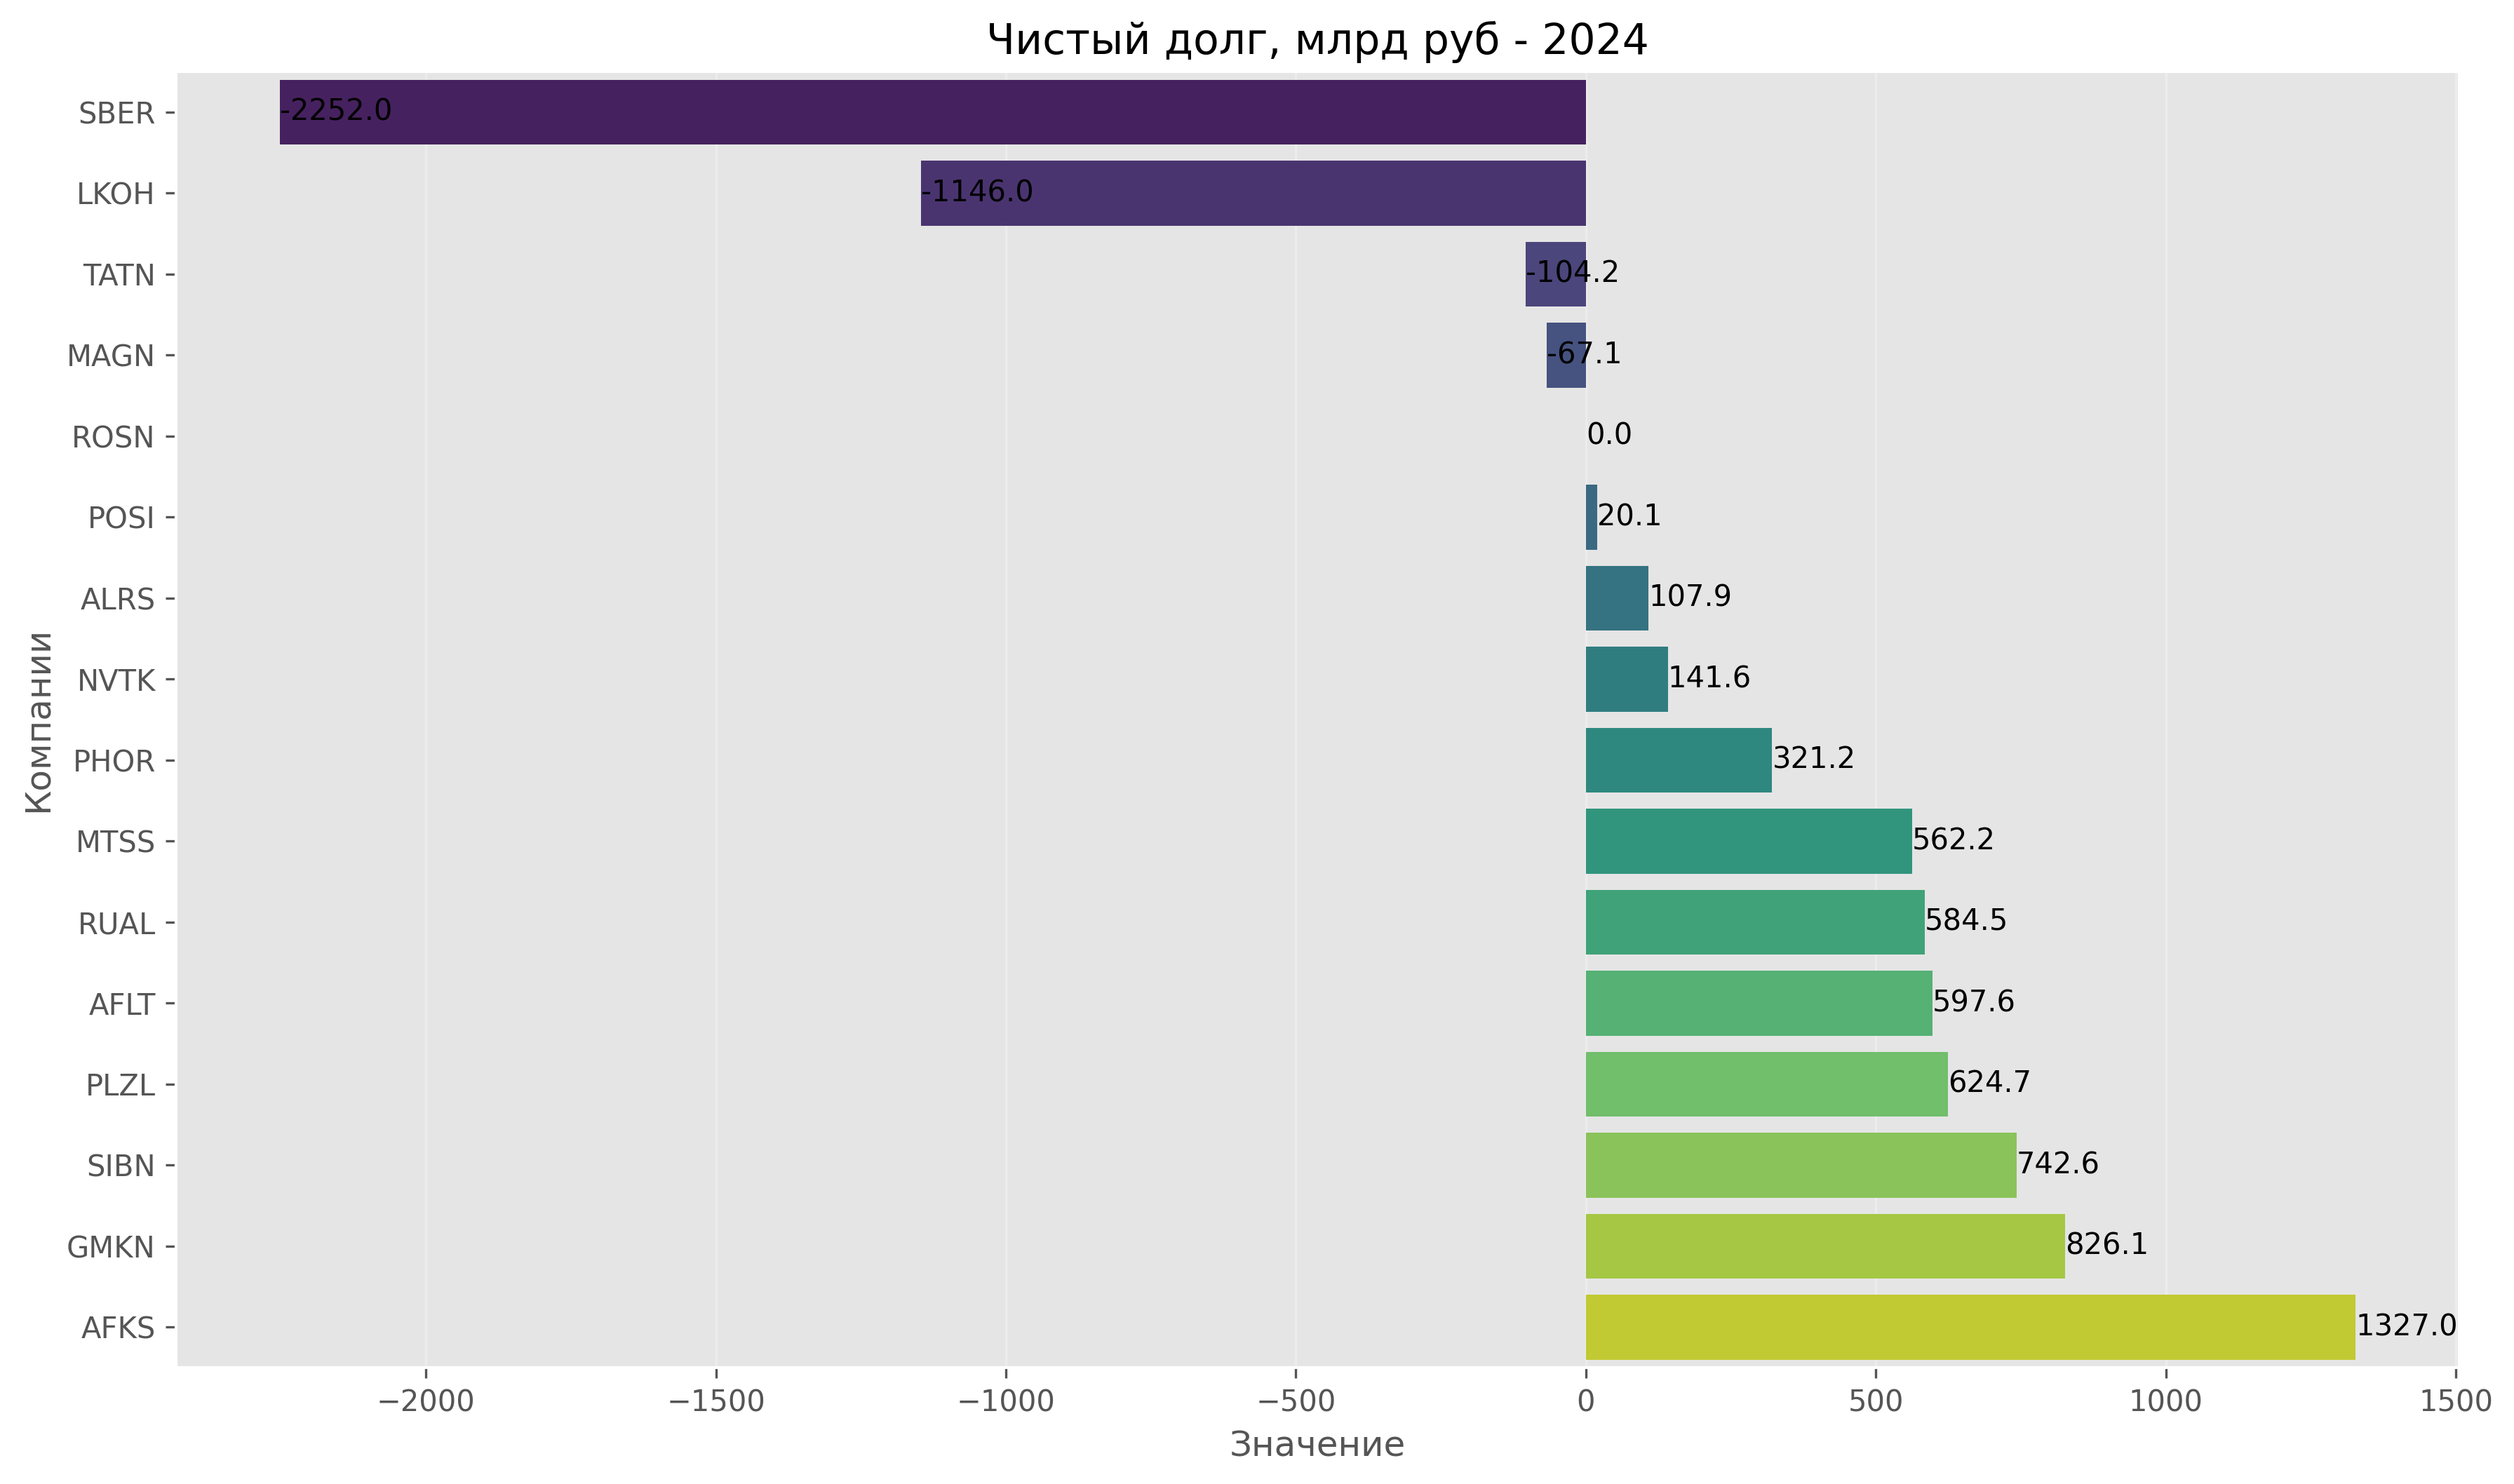 Чистый долг, млрд руб - 2024
SBER -2252.0
LKOH -1146.0
TATN -104.2
MAGN -67.1
ROSN 0.0
POSI 20.1
ALRS 107.9
NVTK 141.6
PHOR 321.2
MTSS 562.2
RUAL 584.5
AFLT 597.6
PLZL 624.7
SIBN 742.6
GMKN 826.1
AFKS 1327.0
Компании
−2000 −1500 −1000 −500 0 500 1000 1500
Значение